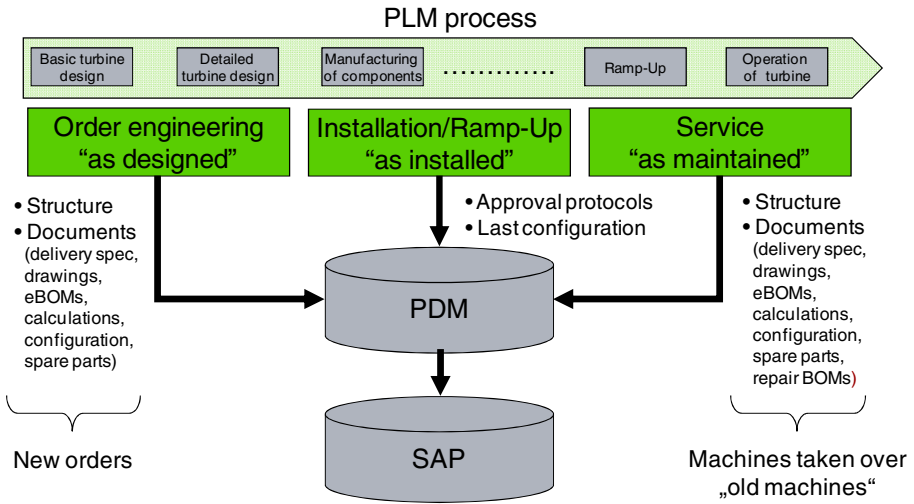 PLM process
Basic turbine
design
Detailed
turbine design
Manufacturing
of components
..............
Ramp-Up
Operation
of turbine
Order engineering
“as designed”
Installation/Ramp-Up
“as installed”
Service
“as maintained”
• Structure
• Documents
(delivery spec,
drawings,
eBOMs,
calculations,
configuration,
spare parts)
• Approval protocols
• Last configuration
• Structure
• Documents
(delivery spec,
drawings,
eBOMs,
calculations,
configuration,
spare parts,
repair BOMs)
PDM
SAP
New orders
Machines taken over
„old machines“